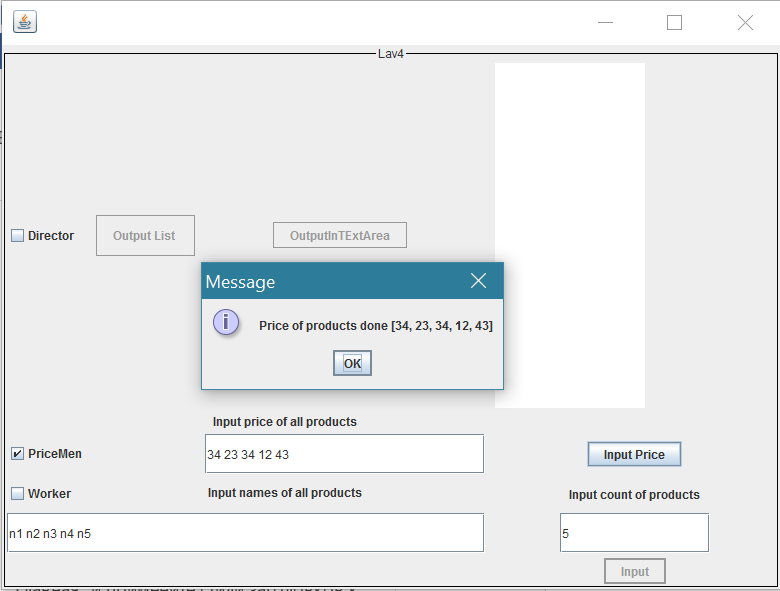 Lav4
Director
Output List
OutputInTExtArea
Message
Price of products done [34, 23, 34, 12, 43]
OK
Input price of all products
PriceMen
34 23 34 12 43
Input Price
Worker
Input names of all products
Input count of products
n1 n2 n3 n4 n5
5
Input